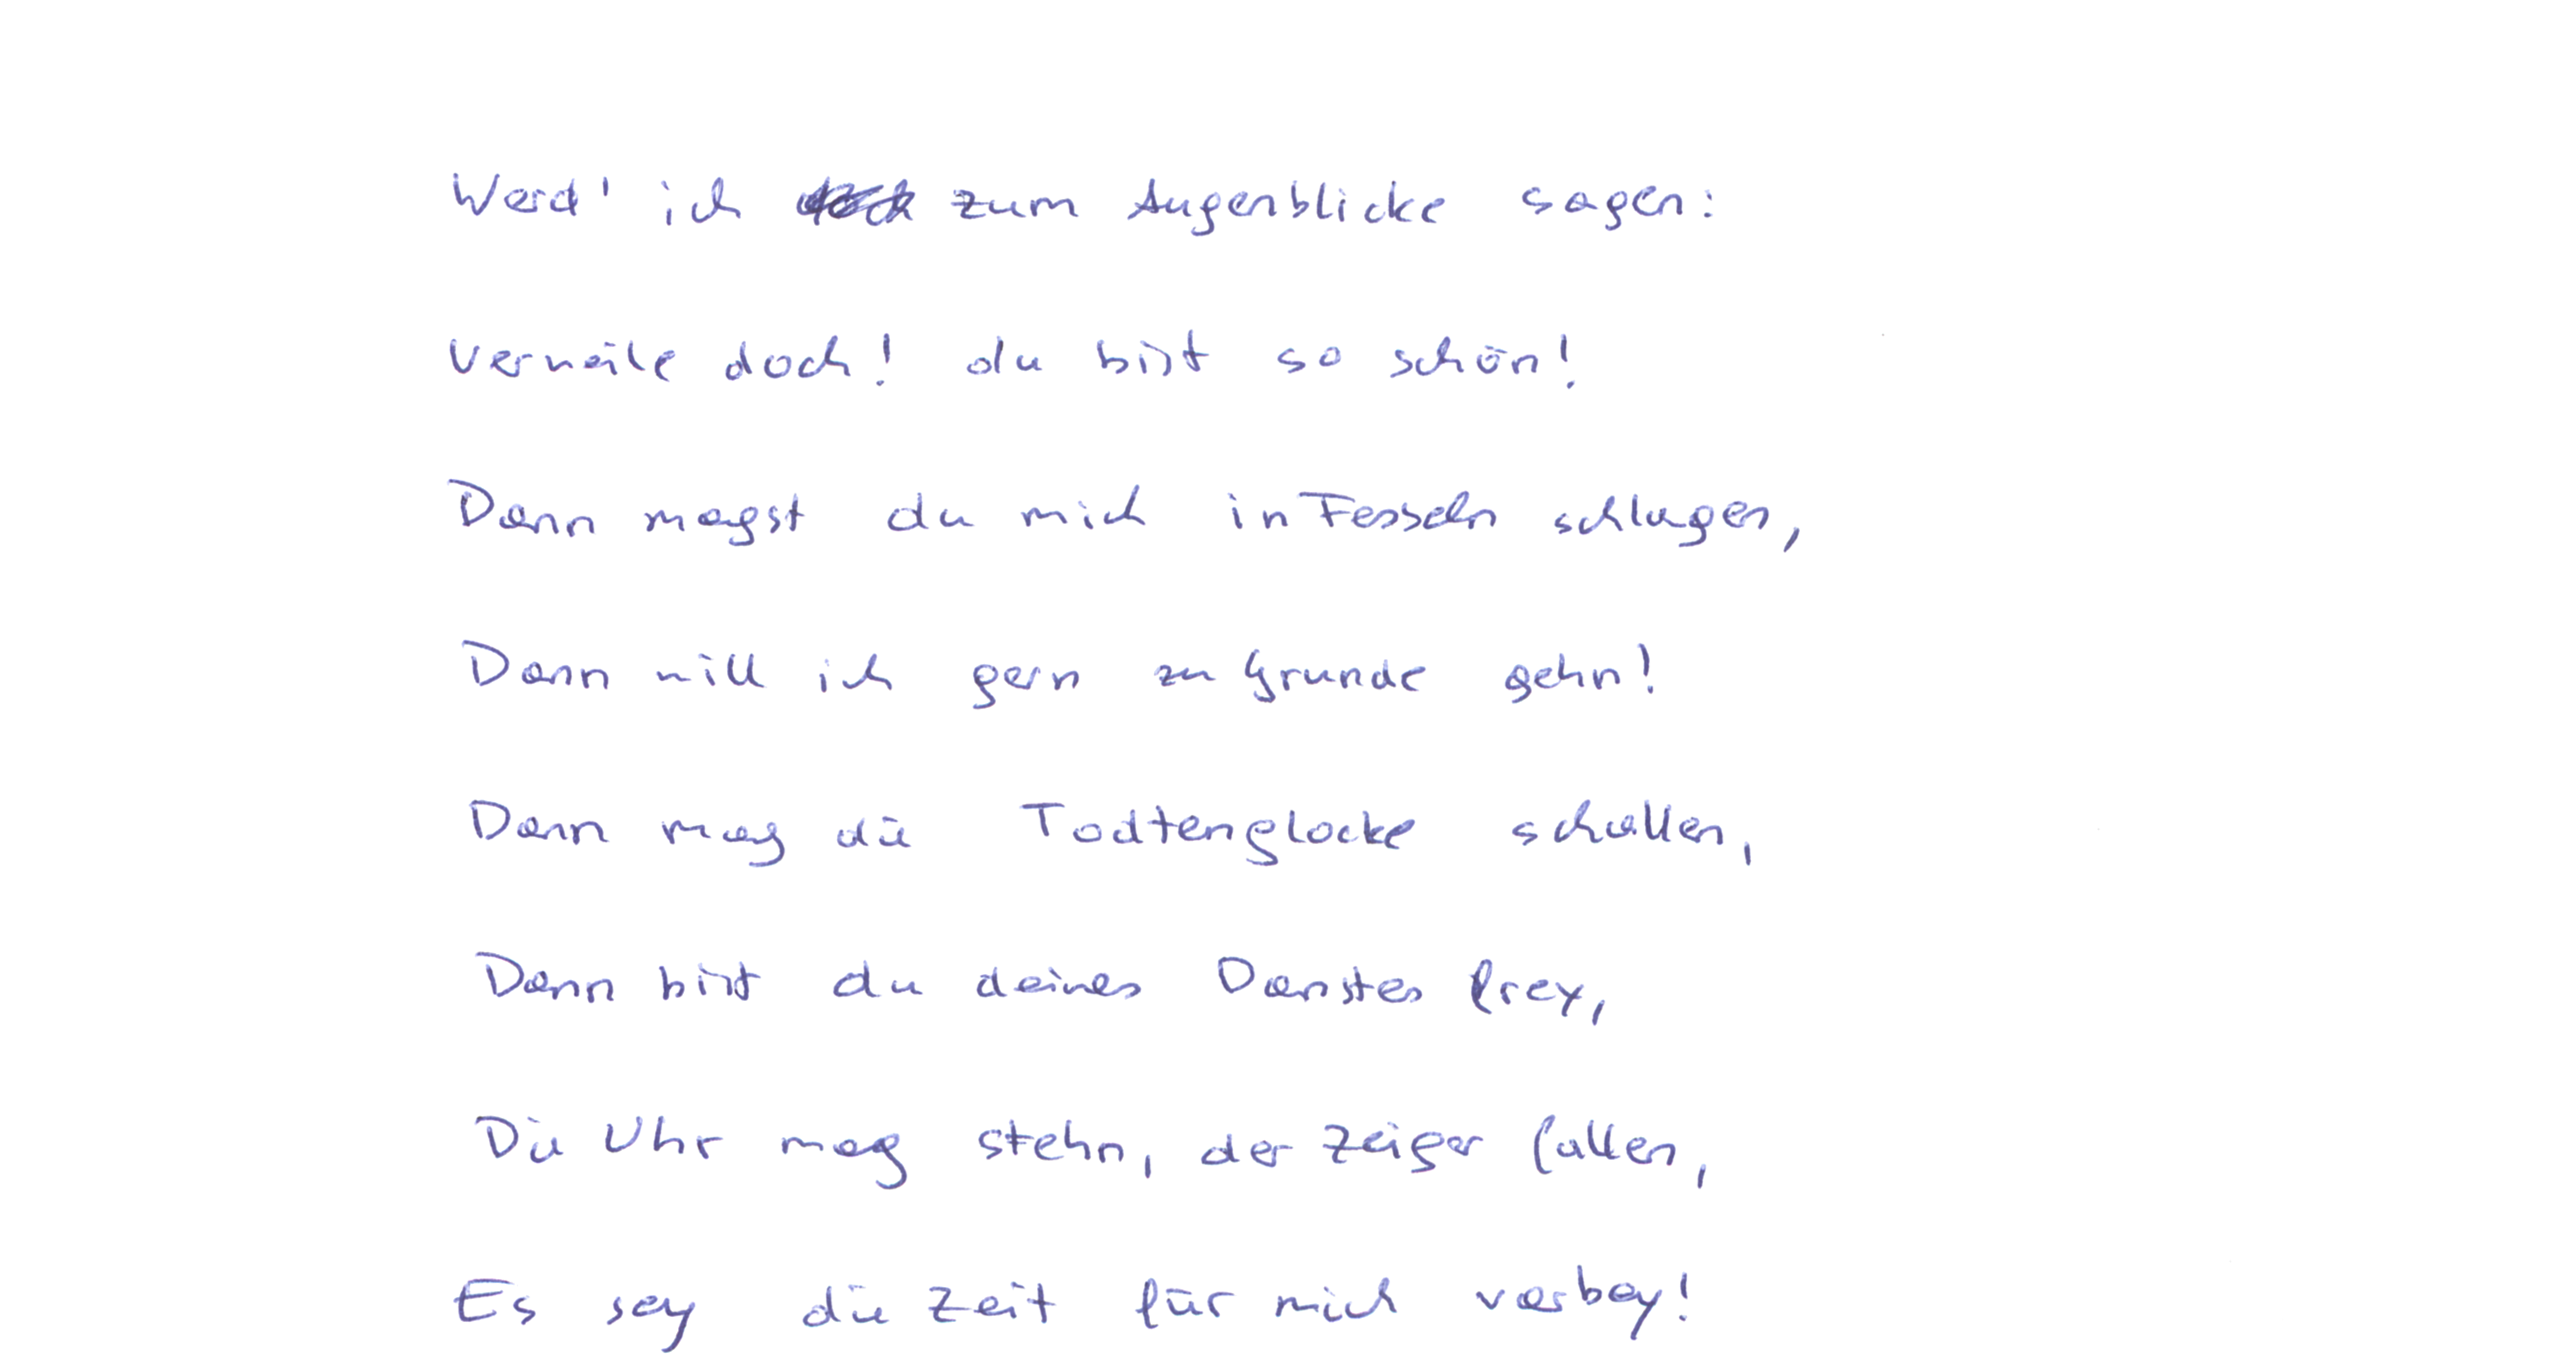 Werd' ich zum Augenblicke sagen:
Verweile doch! du bist so schön!
Dann magst du mich in Fesseln schlagen,
Dann will ich gern zu Grunde gehn!
Dann mag die Todtenglocke schallen,
Dann bist du deines Dienstes frey,
Die Uhr mag stehn, der Zeiger fallen,
Es sey die Zeit für mich vorbey!